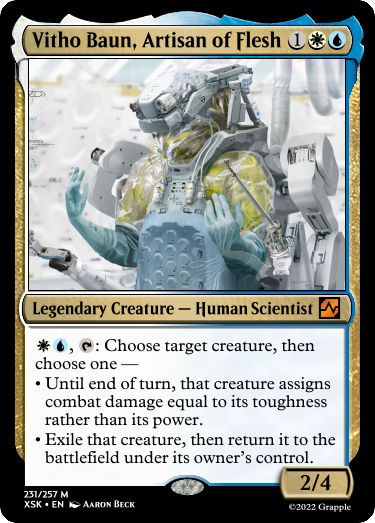 Vitho Baun, Artisan of Flesh 1
, : Choose target creature, then
choose one —
Legendary Creature — Human Scientist
• Until end of turn, that creature assigns
combat damage equal to its toughness
rather than its power.
• Exile that creature, then return it to the
battlefield under its owner's control.
2/4
231/257 M
XSK • EN Aaron Beck
©2022 Grapple